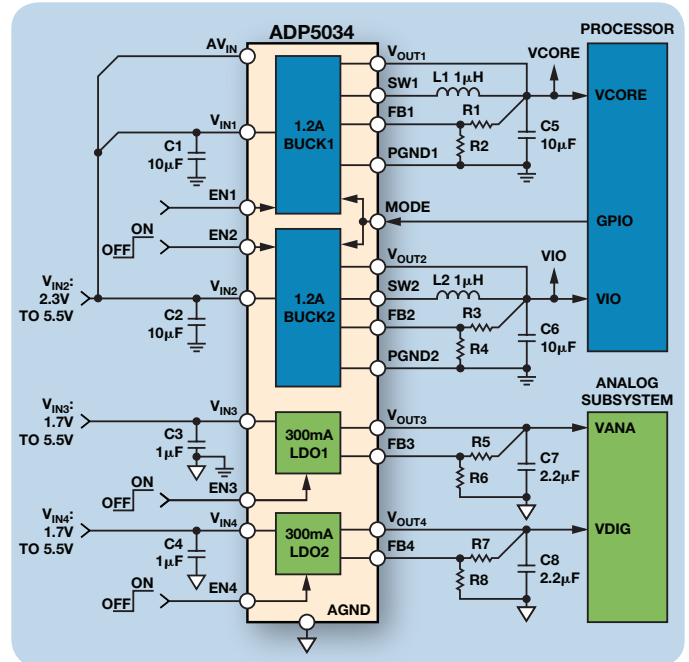 ADP5034
PROCESSOR
AVIN
VOUT1
VCORE
SW1
L1 1μH
VCORE
FB1
R1
1.2A
BUCK1
VIN1
C1
10μF
R2
C5
10μF
PGND1
EN1
MODE
GPIO
ON
OFF
EN2
VOUT2
VIO
VIN2:
2.3V
TO 5.5V
VIN2
1.2A
BUCK2
SW2
L2 1μH
VIO
C2
10μF
FB2
R3
R4
C6
10μF
PGND2
ANALOG
SUBSYSTEM
VIN3:
1.7V
TO 5.5V
VIN3
VOUT3
VANA
C3
1μF
300mA
LDO1
FB3
R5
R6
C7
2.2μF
ON
OFF
EN3
VIN4:
1.7V
TO 5.5V
VIN4
VOUT4
VDIG
C4
1μF
300mA
LDO2
FB4
R7
R8
C8
2.2μF
ON
OFF
EN4
AGND